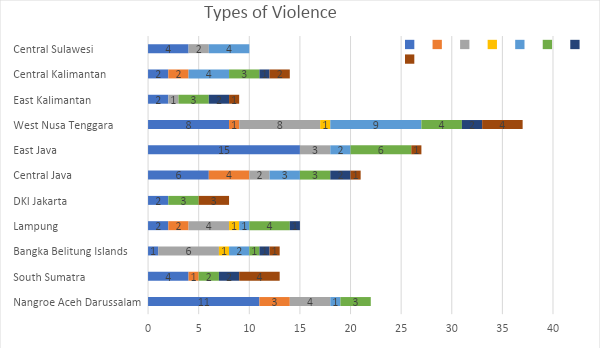 Types of Violence
Central Sulawesi 4 2 4
Central Kalimantan 2 2 4 3 2
East Kalimantan 2 1 3 1
West Nusa Tenggara 8 1 8 1 9 4 4
East Java 15 3 2 6 1
Central Java 6 4 2 3 3 1
DKI Jakarta 2 3 3
Lampung 2 2 4 1 1 4
Bangka Belitung Islands 1 6 1 2 1 1
South Sumatra 4 1 2 4
Nangroe Aceh Darussalam 11 3 4 1 3
0 5 10 15 20 25 30 35 40